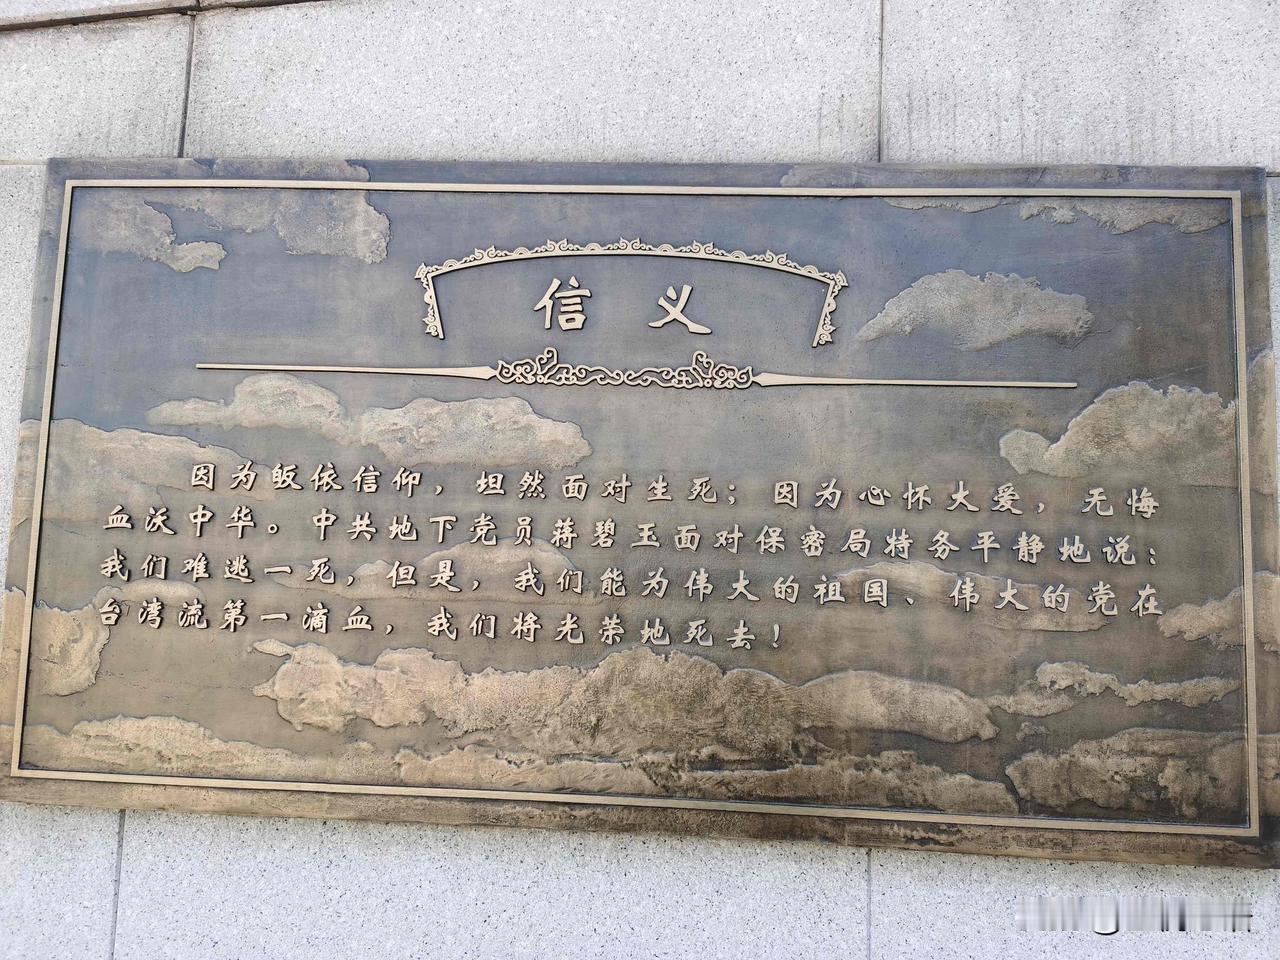 信义
因为皈依信仰，坦然面对生死；因为心怀大爱，无悔
血沃中华。中共地下党员蒋碧玉面对保密局特务平静地说：
我们难逃一死，但是，我们能为伟大的祖国、伟大的党在
台湾流第一滴血，我们将光荣地死去！